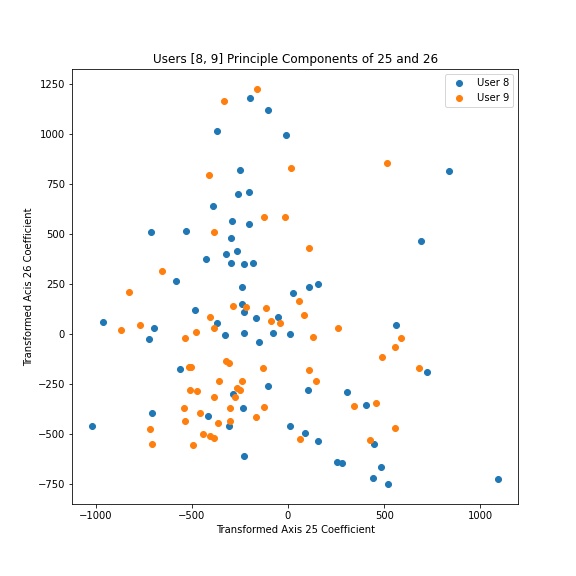 Users [8, 9] Principle Components of 25 and 26
User 8
User 9
Transformed Acis 26 Coefficient
1250
1000
750
500
250
0
−250
−500
−750
−1000
−500
0
500
1000
Transformed Axis 25 Coefficient